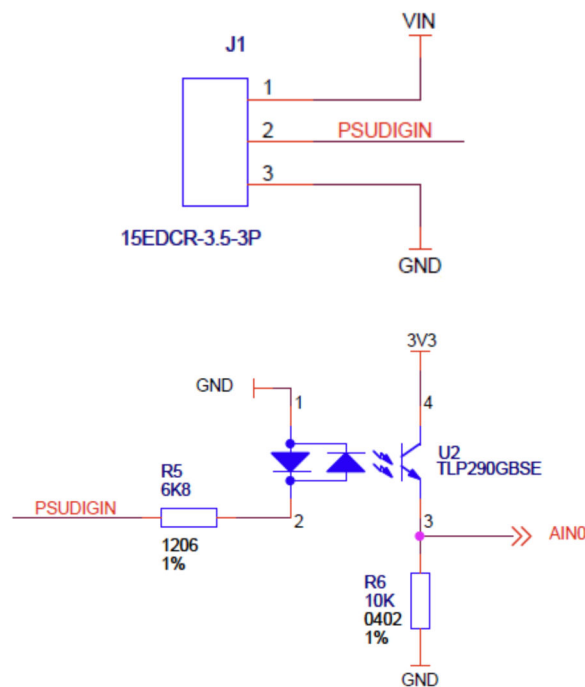 VIN
J1
1
2
PSUDIGIN
3
15EDCR-3.5-3P
GND
3V3
GND
1
4
U2
TLP290GBSE
R5
6K8
PSUDIGIN
2
3
AIN0
1206
1%
R6
10K
0402
1%
GND